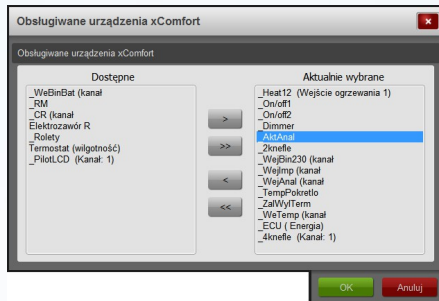 Obsługiwane urządzenia xComfort
Obsługiwane urządzenia xComfort
Dostępne
_WeBinBat (kanał
_RM
_CR (kanał
Elektrozawór R
_Rolety
Termostat (wilgotność)
_PilotLCD (Kanał: 1)
>
>>
<
<<
Aktualnie wybrane
_Heat12 (Wejście ogrzewania 1)
_On/off1
_On/off2
_Dimmer
_AktAnal
_2knefle
_WejBin230 (kanał
_WejImp (kanał
_WejAnal (kanał
_TempPokretlo
_ZalWylTerm
_WeTemp (kanał
_ECU ( Energia)
_4knefle (Kanał: 1)
OK
Anuluj